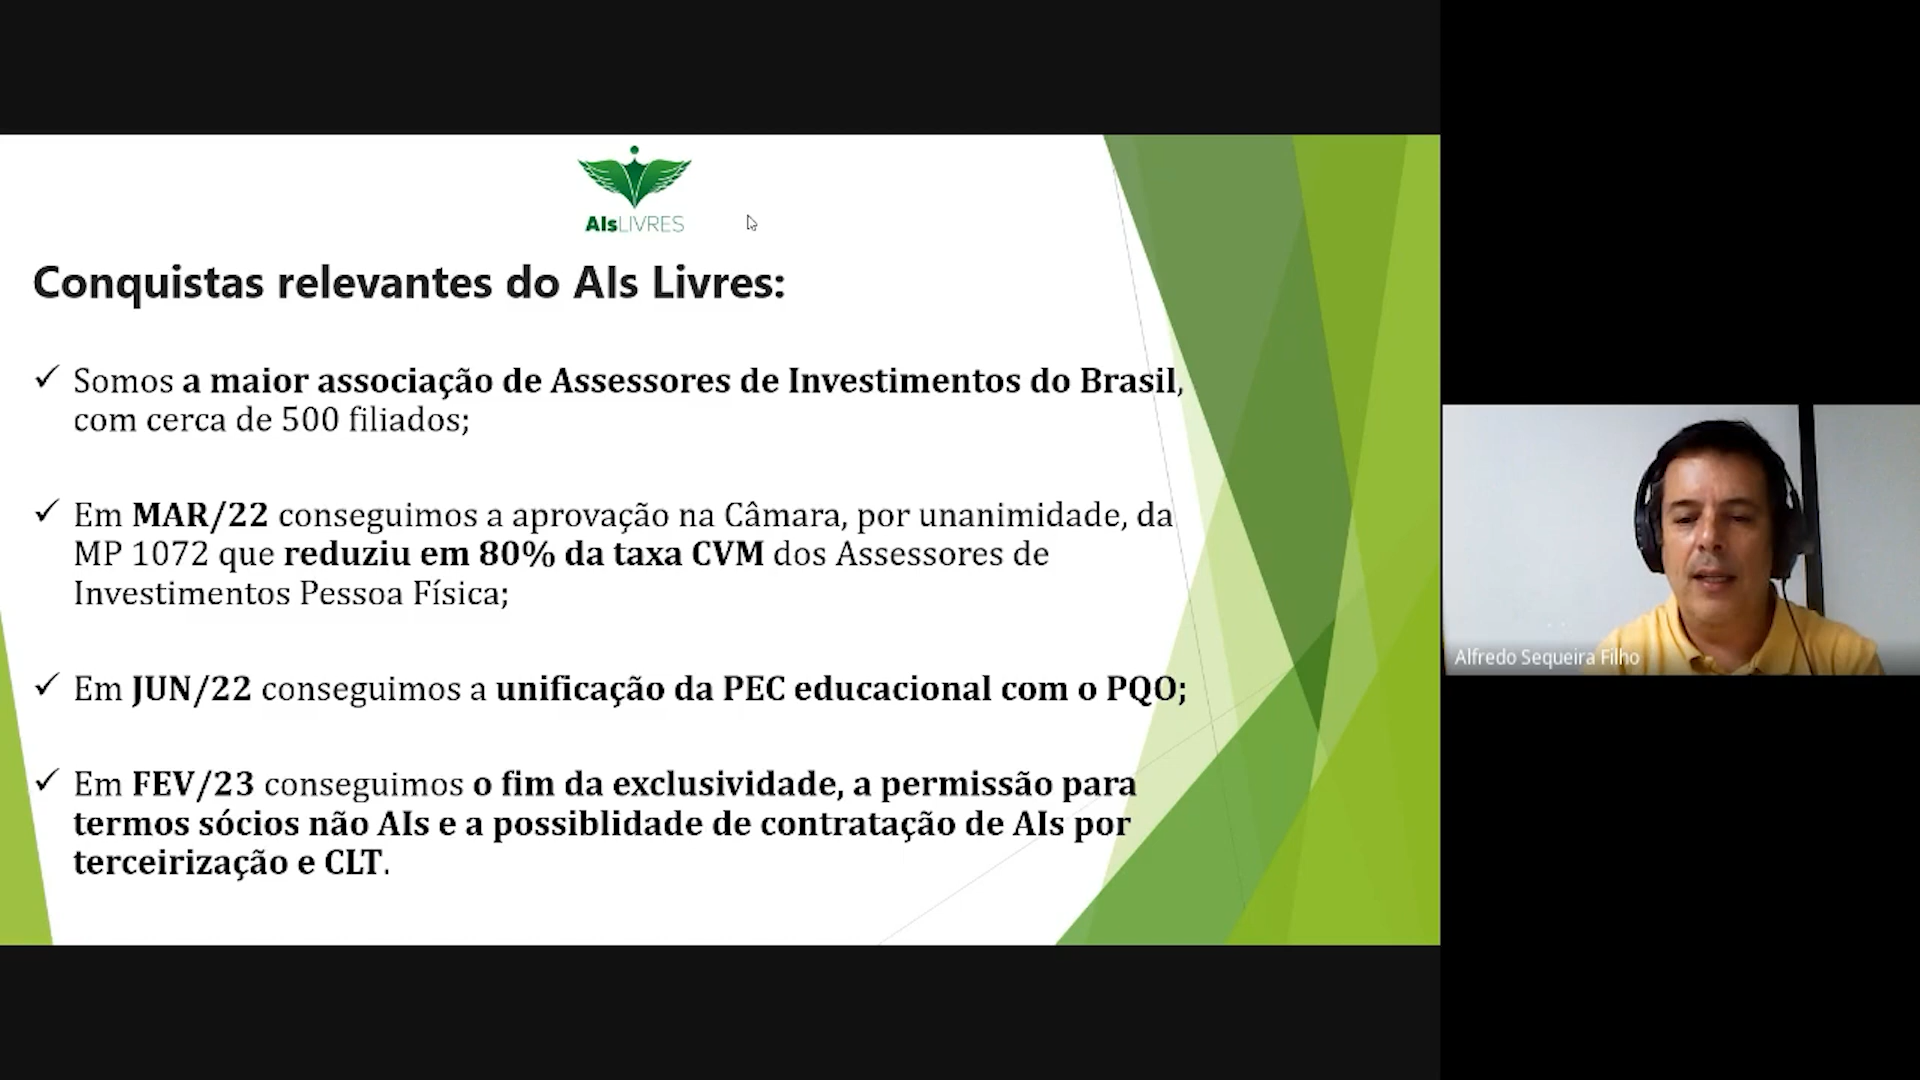 AIsLIVRES
Conquistas relevantes do AIs Livres:
✓ Somos a maior associação de Assessores de Investimentos do Brasil,
com cerca de 500 filiados;
✓ Em MAR/22 conseguimos a aprovação na Câmara, por unanimidade, da
MP 1072 que reduziu em 80% da taxa CVM dos Assessores de
Investimentos Pessoa Física;
✓ Em JUN/22 conseguimos a unificação da PEC educacional com o PQO;
✓ Em FEV/23 conseguimos o fim da exclusividade, a permissão para
termos sócios não AIs e a possiblidade de contratação de AIs por
terceirização e CLT.
Alfredo Sequeira Filho